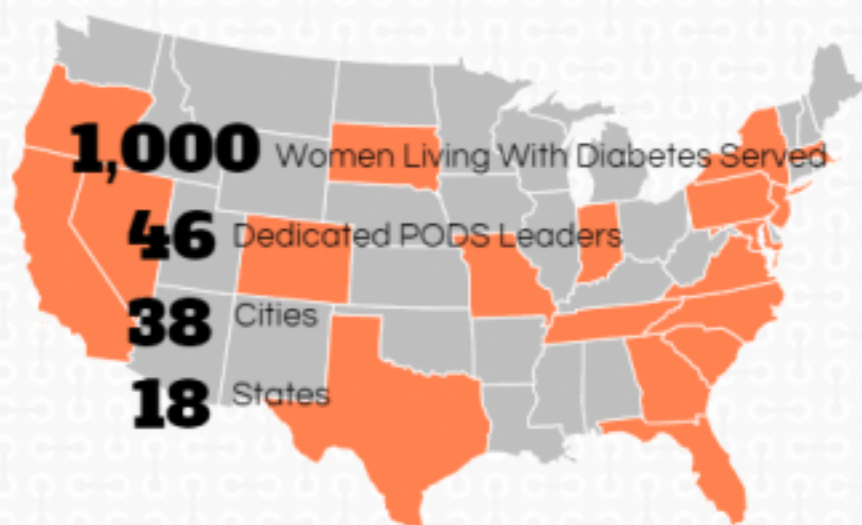 1,000 Women Living With Diabetes Served
46 Dedicated PODS Leaders
38 Cities
18 States